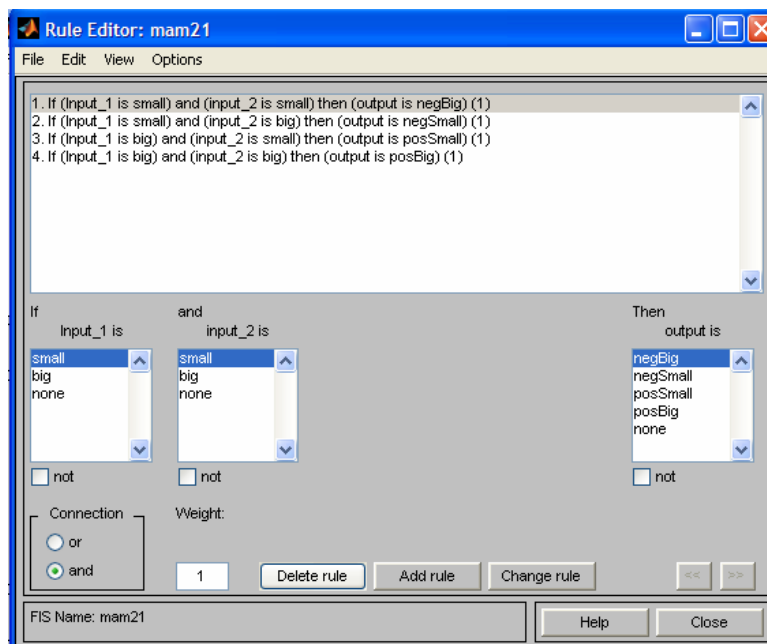 Rule Editor: mam21
File Edit View Options
1. If (Input_1 is small) and (input_2 is small) then (output is negBig) (1)
2. If (Input_1 is small) and (input_2 is big) then (output is negSmall) (1)
3. If (Input_1 is big) and (input_2 is small) then (output is posSmall) (1)
4. If (Input_1 is big) and (input_2 is big) then (output is posBig) (1)
If and Then
Input_1 is input_2 is output is
small small negBig
big big negSmall
none none posSmall
posBig
none
not not not
Connection Weight:
or
and 1 Delete rule Add rule Change rule << >>
FIS Name: mam21 Help Close